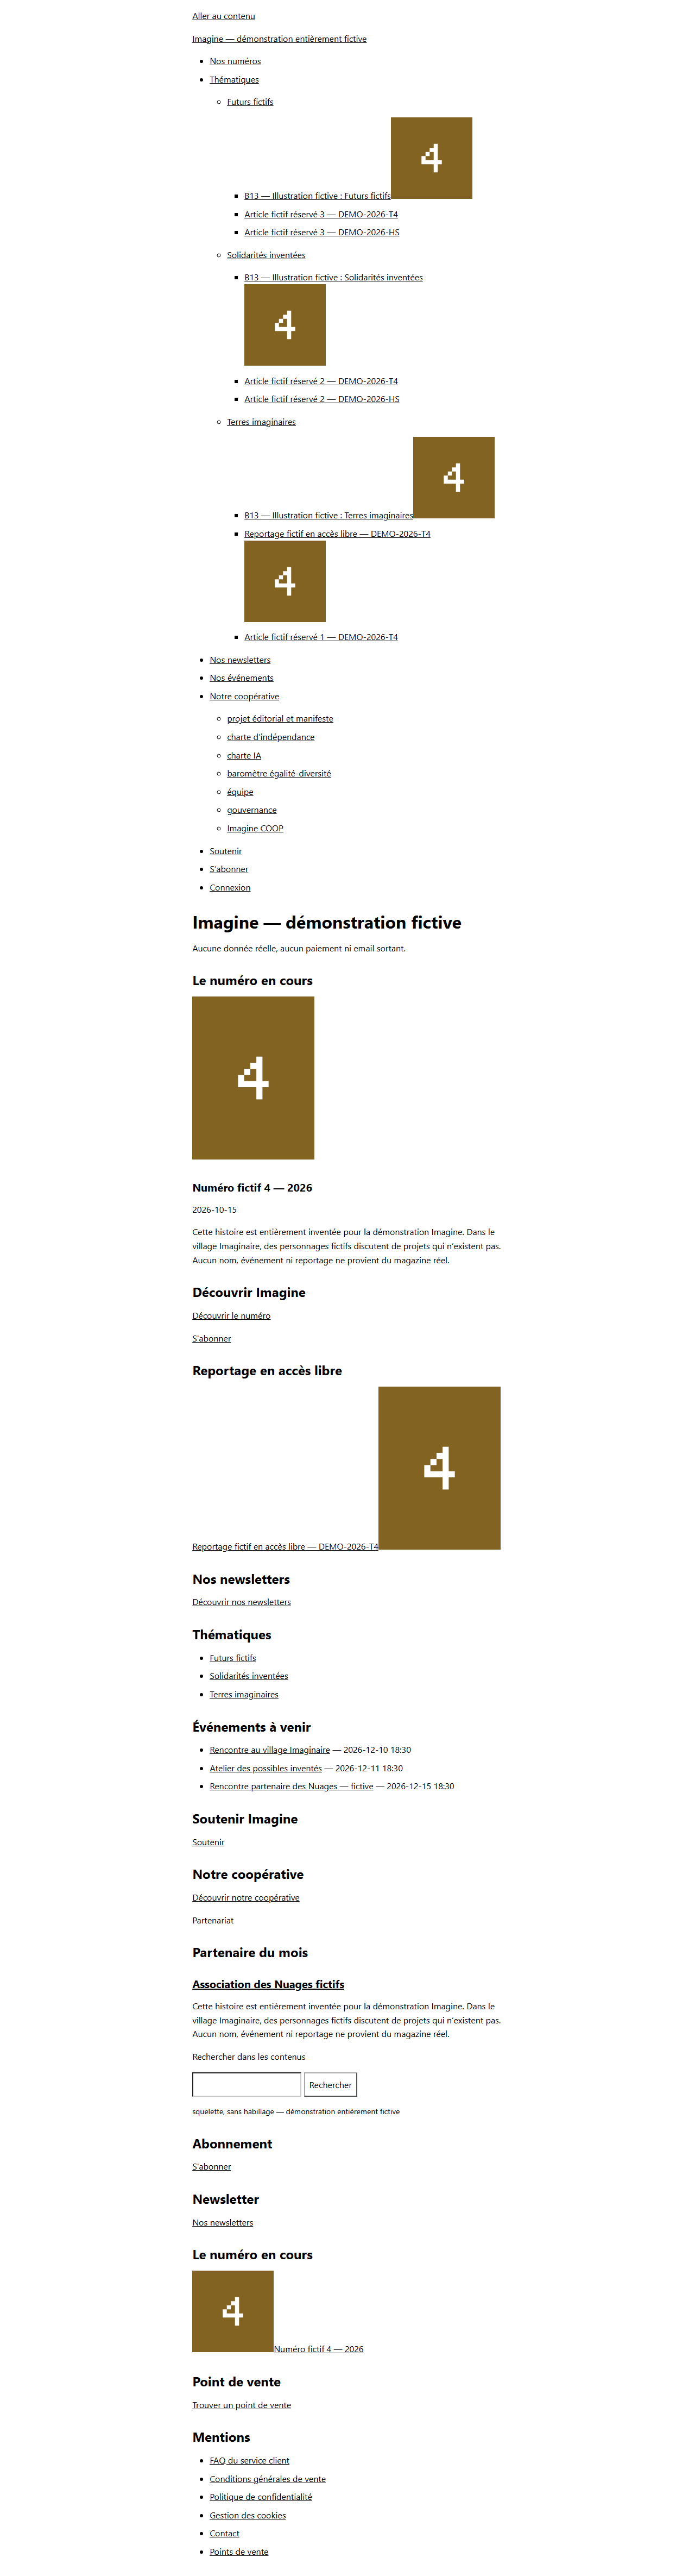 Aller au contenu
Imagine — démonstration entièrement fictive
Nos numéros
Thématiques
Futurs fictifs
4
B13 — Illustration fictive : Futurs fictifs
Article fictif réservé 3 — DEMO-2026-T4
Article fictif réservé 3 — DEMO-2026-HS
Solidarités inventées
B13 — Illustration fictive : Solidarités inventées
4
Article fictif réservé 2 — DEMO-2026-T4
Article fictif réservé 2 — DEMO-2026-HS
Terres imaginaires
4
B13 — Illustration fictive : Terres imaginaires
Reportage fictif en accès libre — DEMO-2026-T4
4
Article fictif réservé 1 — DEMO-2026-T4
Nos newsletters
Nos événements
Notre coopérative
projet éditorial et manifeste
charte d'indépendance
charte IA
baromètre égalité-diversité
équipe
gouvernance
Imagine COOP
Soutenir
S'abonner
Connexion
Imagine — démonstration fictive
Aucune donnée réelle, aucun paiement ni email sortant.
Le numéro en cours
4
Numéro fictif 4 — 2026
2026-10-15
Cette histoire est entièrement inventée pour la démonstration Imagine. Dans le
village Imaginaire, des personnages fictifs discutent de projets qui n'existent pas.
Aucun nom, événement ni reportage ne provient du magazine réel.
Découvrir Imagine
Découvrir le numéro
S'abonner
Reportage en accès libre
4
Reportage fictif en accès libre — DEMO-2026-T4
Nos newsletters
Découvrir nos newsletters
Thématiques
Futurs fictifs
Solidarités inventées
Terres imaginaires
Événements à venir
Rencontre au village Imaginaire — 2026-12-10 18:30
Atelier des possibles inventés — 2026-12-11 18:30
Rencontre partenaire des Nuages — fictive — 2026-12-15 18:30
Soutenir Imagine
Soutenir
Notre coopérative
Découvrir notre coopérative
Partenariat
Partenaire du mois
Association des Nuages fictifs
Cette histoire est entièrement inventée pour la démonstration Imagine. Dans le
village Imaginaire, des personnages fictifs discutent de projets qui n'existent pas.
Aucun nom, événement ni reportage ne provient du magazine réel.
Rechercher dans les contenus
Rechercher
squelette, sans habillage — démonstration entièrement fictive
Abonnement
S'abonner
Newsletter
Nos newsletters
Le numéro en cours
4
Numéro fictif 4 — 2026
Point de vente
Trouver un point de vente
Mentions
FAQ du service client
Conditions générales de vente
Politique de confidentialité
Gestion des cookies
Contact
Points de vente